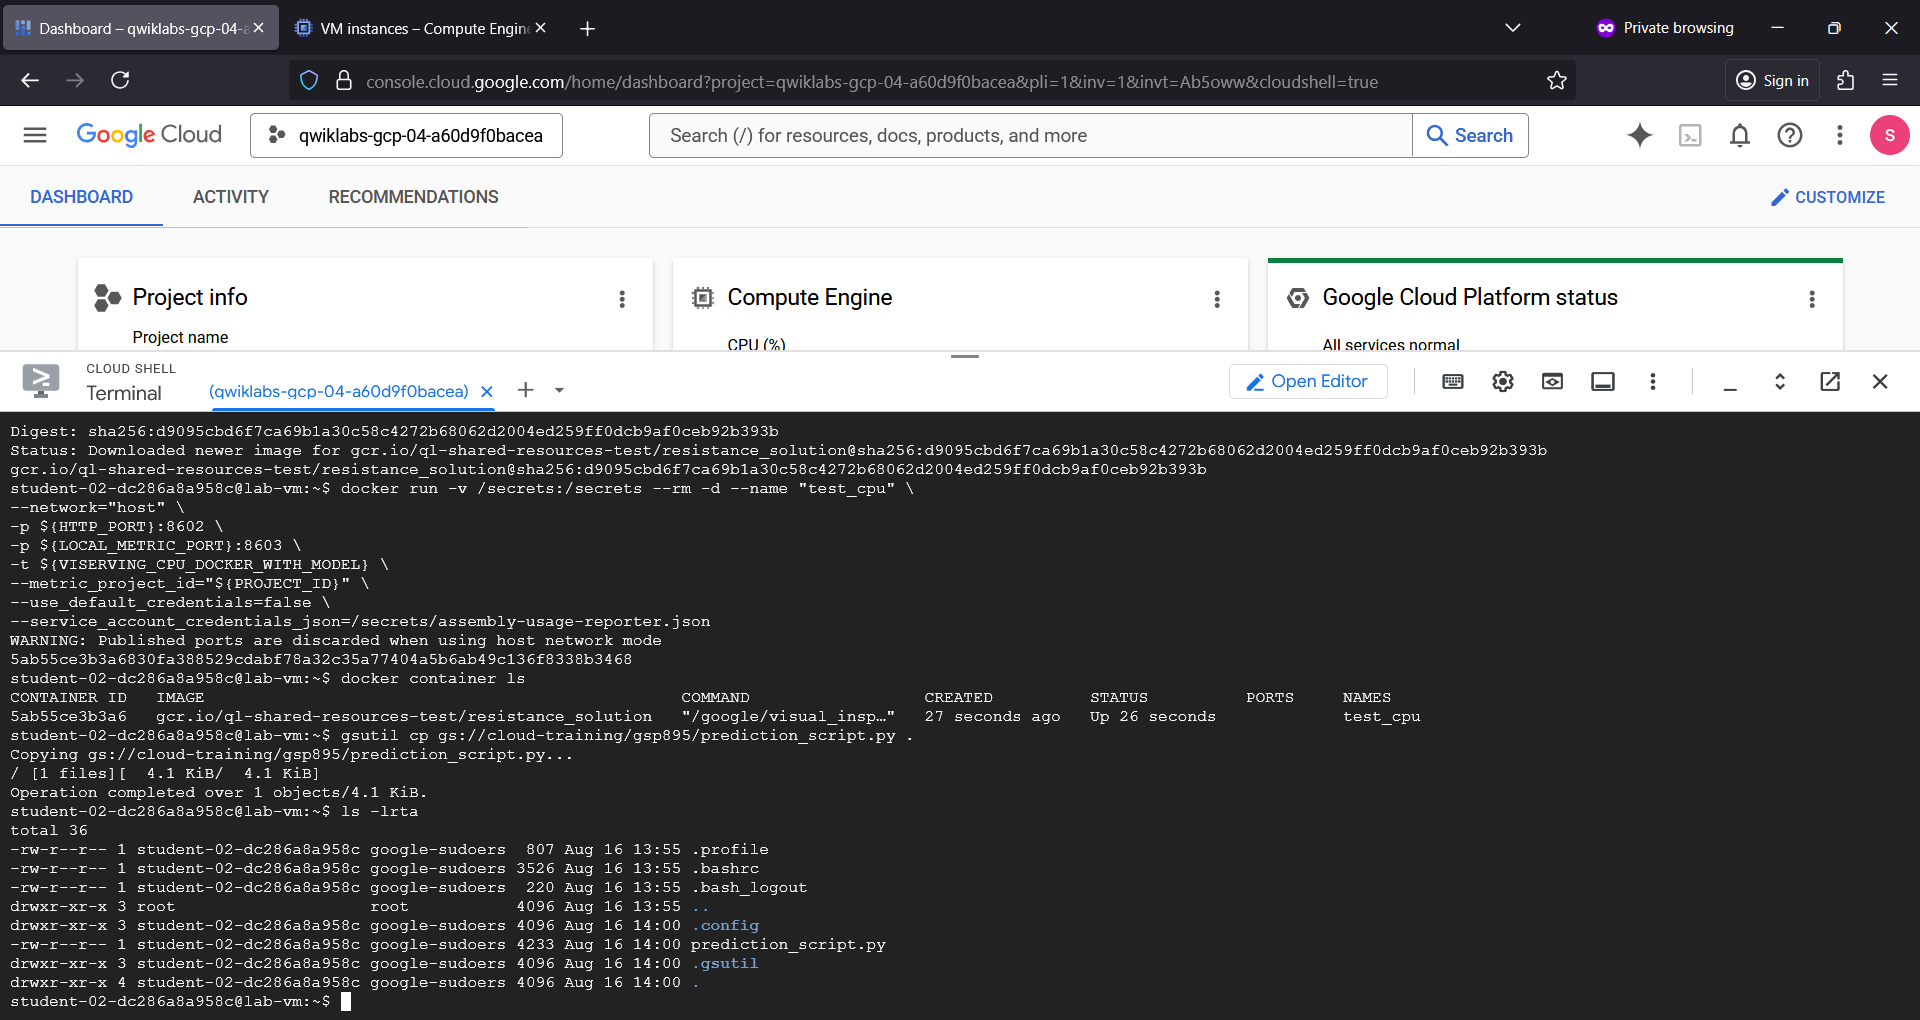 Dashboard – qwiklabs-gcp-04-a
VM instances – Compute Engin
Private browsing
console.cloud.google.com/home/dashboard?project=qwiklabs-gcp-04-a60d9f0bacea&pli=1&inv=1&invt=Ab5oww&cloudshell=true
Sign in
Google Cloud
qwiklabs-gcp-04-a60d9f0bacea
Search (/) for resources, docs, products, and more
Search
S
DASHBOARD
ACTIVITY
RECOMMENDATIONS
CUSTOMIZE
Project info
Project name
Compute Engine
CPU (%)
Google Cloud Platform status
All services normal
CLOUD SHELL
Terminal
(qwiklabs-gcp-04-a60d9f0bacea)
Open Editor
Digest: sha256:d9095cbd6f7ca69b1a30c58c4272b68062d2004ed259ff0dcb9af0ceb92b393b
Status: Downloaded newer image for gcr.io/ql-shared-resources-test/resistance_solution@sha256:d9095cbd6f7ca69b1a30c58c4272b68062d2004ed259ff0dcb9af0ceb92b393b
gcr.io/ql-shared-resources-test/resistance_solution@sha256:d9095cbd6f7ca69b1a30c58c4272b68062d2004ed259ff0dcb9af0ceb92b393b
student-02-dc286a8a958c@lab-vm:~$ docker run -v /secrets:/secrets --rm -d --name "test_cpu" \
--network="host" \
-p ${HTTP_PORT}:8602 \
-p ${LOCAL_METRIC_PORT}:8603 \
-t ${VISERVING_CPU_DOCKER_WITH_MODEL} \
--metric_project_id="${PROJECT_ID}" \
--use_default_credentials=false \
--service_account_credentials_json=/secrets/assembly-usage-reporter.json
WARNING: Published ports are discarded when using host network mode
5ab55ce3b3a6830fa388529cdabf78a32c35a77404a5b6ab49c136f8338b3468
student-02-dc286a8a958c@lab-vm:~$ docker container ls
CONTAINER ID   IMAGE                                                 COMMAND                  CREATED          STATUS          PORTS     NAMES
5ab55ce3b3a6   gcr.io/ql-shared-resources-test/resistance_solution   "/google/visual_insp…"   27 seconds ago   Up 26 seconds             test_cpu
student-02-dc286a8a958c@lab-vm:~$ gsutil cp gs://cloud-training/gsp895/prediction_script.py .
Copying gs://cloud-training/gsp895/prediction_script.py...
/ [1 files][  4.1 KiB/  4.1 KiB]
Operation completed over 1 objects/4.1 KiB.
student-02-dc286a8a958c@lab-vm:~$ ls -lrta
total 36
-rw-r--r-- 1 student-02-dc286a8a958c google-sudoers  807 Aug 16 13:55 .profile
-rw-r--r-- 1 student-02-dc286a8a958c google-sudoers 3526 Aug 16 13:55 .bashrc
-rw-r--r-- 1 student-02-dc286a8a958c google-sudoers  220 Aug 16 13:55 .bash_logout
drwxr-xr-x 3 root                    root           4096 Aug 16 13:55 ..
drwxr-xr-x 3 student-02-dc286a8a958c google-sudoers 4096 Aug 16 14:00 .config
-rw-r--r-- 1 student-02-dc286a8a958c google-sudoers 4233 Aug 16 14:00 prediction_script.py
drwxr-xr-x 3 student-02-dc286a8a958c google-sudoers 4096 Aug 16 14:00 .gsutil
drwxr-xr-x 4 student-02-dc286a8a958c google-sudoers 4096 Aug 16 14:00 .
student-02-dc286a8a958c@lab-vm:~$